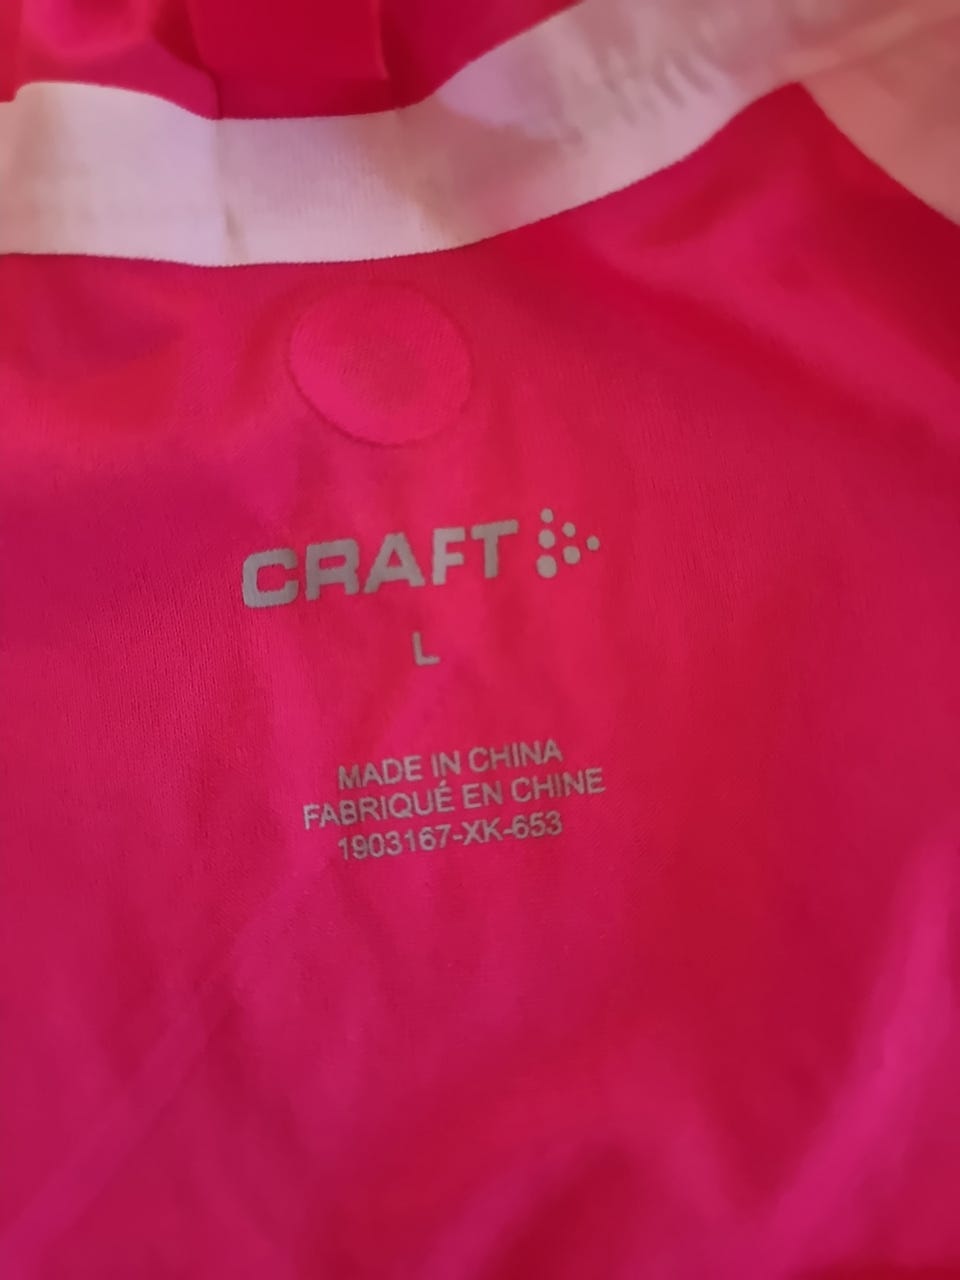 CRAFT
L
MADE IN CHINA
FABRIQUÉ EN CHINE
1903167-XK-653